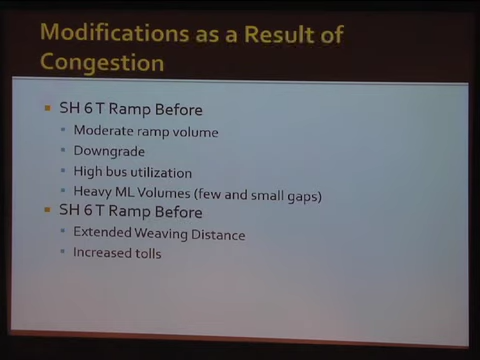 Modifications as a Result of
Congestion
SH 6 T Ramp Before
Moderate ramp volume
Downgrade
High bus utilization
Heavy ML Volumes (few and small gaps)
SH 6 T Ramp Before
Extended Weaving Distance
Increased tolls